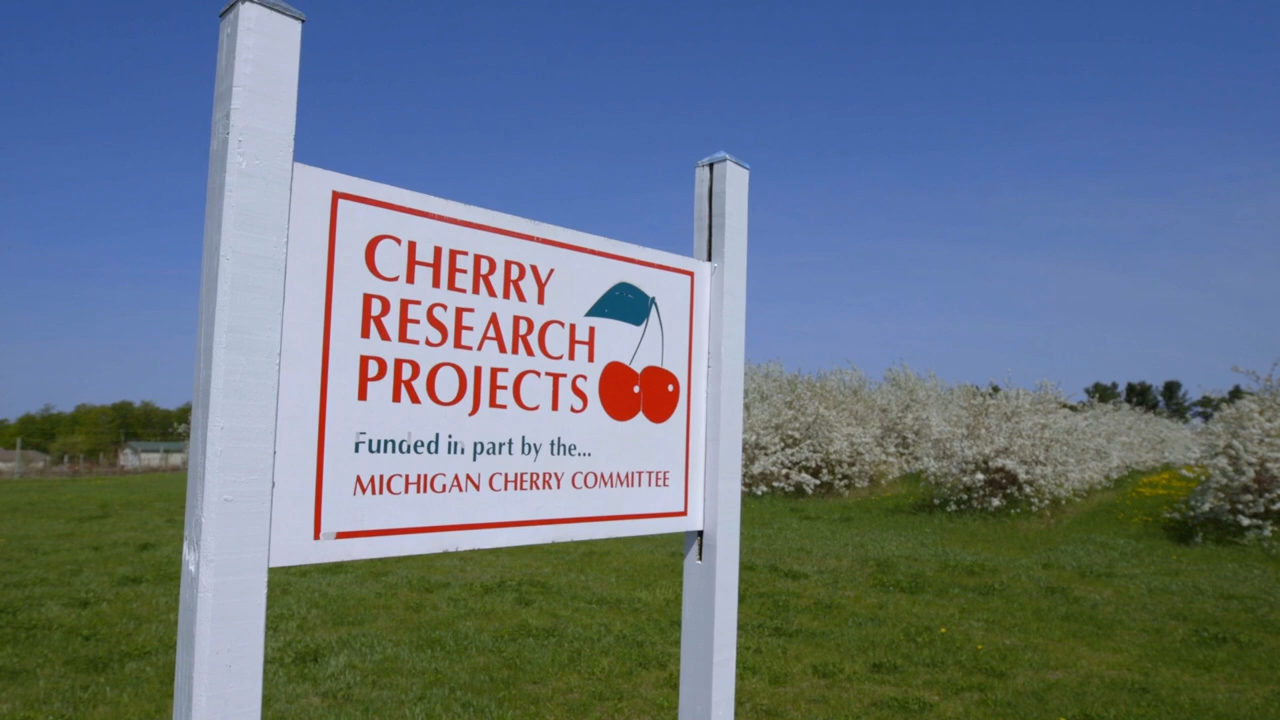 CHERRY
RESEARCH
PROJECTS
Funded in part by the...
MICHIGAN CHERRY COMMITTEE